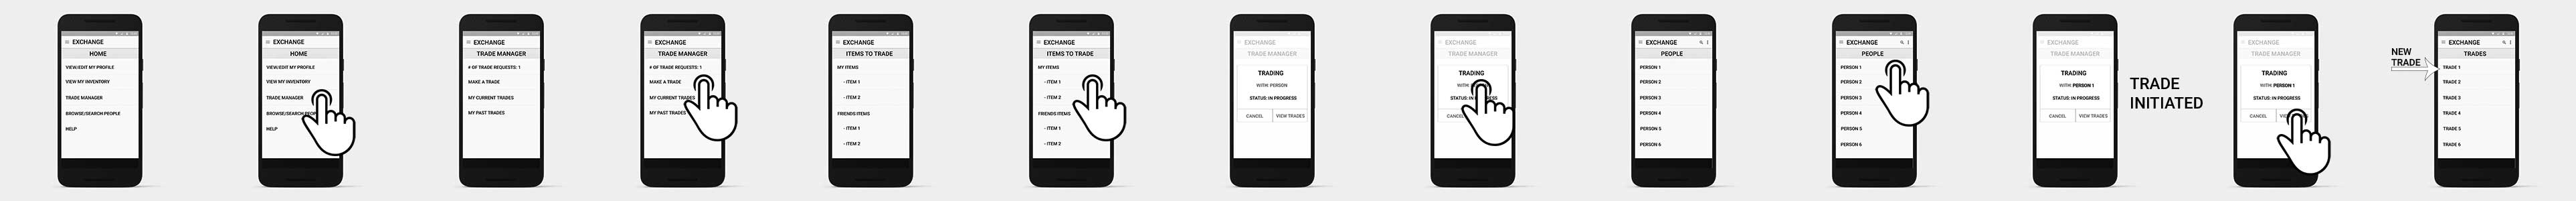 EXCHANGE
HOME
VIEW/EDIT MY PROFILE
VIEW MY INVENTORY
TRADE MANAGER
BROWSE/SEARCH PEOPLE
HELP
EXCHANGE
HOME
VIEW/EDIT MY PROFILE
VIEW MY INVENTORY
TRADE MANAGER
BROWSE/SEARCH PEOP
HELP
EXCHANGE
TRADE MANAGER
# OF TRADE REQUESTS: 1
MAKE A TRADE
MY CURRENT TRADES
MY PAST TRADES
EXCHANGE
TRADE MANAGER
# OF TRADE REQUESTS: 1
MAKE A TRADE
MY CURRENT TRADES
MY PAST TRADES
EXCHANGE
ITEMS TO TRADE
MY ITEMS
- ITEM 1
- ITEM 2
FRIENDS ITEMS
- ITEM 1
- ITEM 2
EXCHANGE
ITEMS TO TRADE
MY ITEMS
- ITEM 1
- ITEM 2
FRIENDS ITEMS
- ITEM 1
- ITEM 2
EXCHANGE
TRADE MANAGER
TRADING
WITH: PERSON
STATUS: IN PROGRESS
CANCEL VIEW TRADES
EXCHANGE
TRADE MANAGER
TRADING
WITH:
STATUS: IN
CANCEL
EXCHANGE
PEOPLE
PERSON 1
PERSON 2
PERSON 3
PERSON 4
PERSON 5
PERSON 6
EXCHANGE
PEOPLE
PERSON 1
PERSON 2
PERSON 3
PERSON 4
PERSON 5
PERSON 6
EXCHANGE
TRADE MANAGER
TRADING
WITH: PERSON 1
STATUS: IN PROGRESS
CANCEL VIEW TRADES
TRADE
INITIATED
EXCHANGE
TRADE MANAGER
TRADING
WITH: PERSON 1
STATUS: IN PROGRESS
CANCEL
NEW
TRADE
EXCHANGE
TRADES
TRADE 1
TRADE 2
TRADE 3
TRADE 4
TRADE 5
TRADE 6